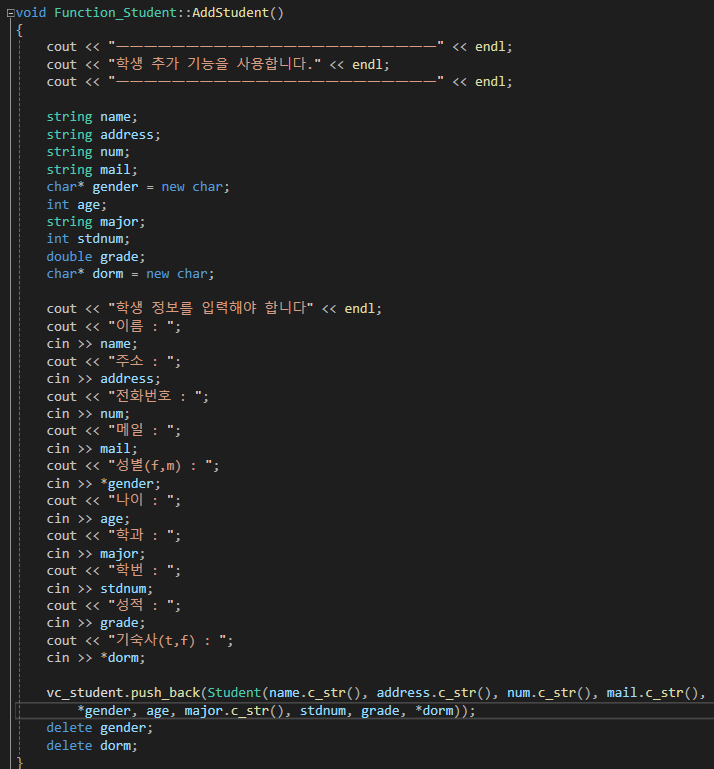 void Function_Student::AddStudent()
{
    cout << "ㅡㅡㅡㅡㅡㅡㅡㅡㅡㅡㅡㅡㅡㅡㅡㅡㅡㅡㅡㅡㅡㅡㅡ" << endl;
    cout << "학생 추가 기능을 사용합니다." << endl;
    cout << "ㅡㅡㅡㅡㅡㅡㅡㅡㅡㅡㅡㅡㅡㅡㅡㅡㅡㅡㅡㅡㅡㅡㅡ" << endl;

    string name;
    string address;
    string num;
    string mail;
    char* gender = new char;
    int age;
    string major;
    int stdnum;
    double grade;
    char* dorm = new char;

    cout << "학생 정보를 입력해야 합니다" << endl;
    cout << "이름 : ";
    cin >> name;
    cout << "주소 : ";
    cin >> address;
    cout << "전화번호 : ";
    cin >> num;
    cout << "메일 : ";
    cin >> mail;
    cout << "성별(f,m) : ";
    cin >> *gender;
    cout << "나이 : ";
    cin >> age;
    cout << "학과 : ";
    cin >> major;
    cout << "학번 : ";
    cin >> stdnum;
    cout << "성적 : ";
    cin >> grade;
    cout << "기숙사(t,f) : ";
    cin >> *dorm;

    vc_student.push_back(Student(name.c_str(), address.c_str(), num.c_str(), mail.c_str(),
        *gender, age, major.c_str(), stdnum, grade, *dorm));
    delete gender;
    delete dorm;
}